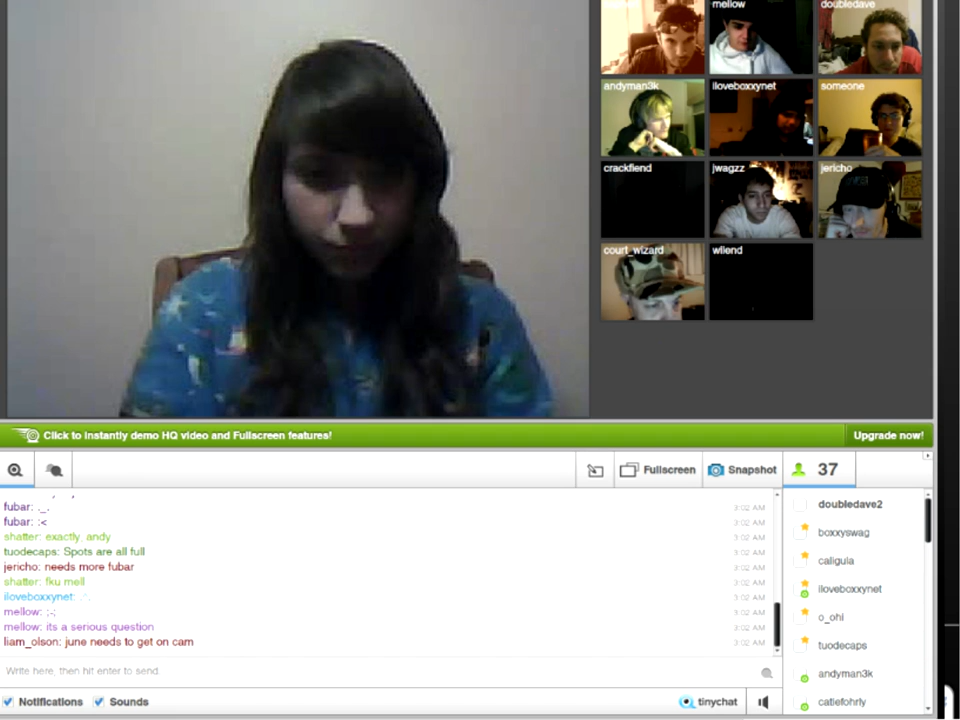 mellow
doubledave
andyman3k
iloveboxxynet
someone
crackfiend
jwagzz
jericho
court_wizard
wllend
Click to instantly demo HQ video and Fullscreen features!
Upgrade now!
Fullscreen
Snapshot
37
fubar: ._. 3:02 AM
fubar: :< 3:02 AM
shatter: exactly, andy 3:02 AM
tuodecaps: Spots are all full 3:02 AM
jericho: needs more fubar 3:02 AM
shatter: fku mell 3:02 AM
iloveboxxynet: .·. 3:02 AM
mellow: ;-; 3:02 AM
mellow: its a serious question 3:02 AM
liam_olson: june needs to get on cam 3:02 AM
doubledave2
boxxyswag
caligula
iloveboxxynet
o_ohi
tuodecaps
andyman3k
catiefohrly
Write here, then hit enter to send
Notifications
Sounds
tinychat